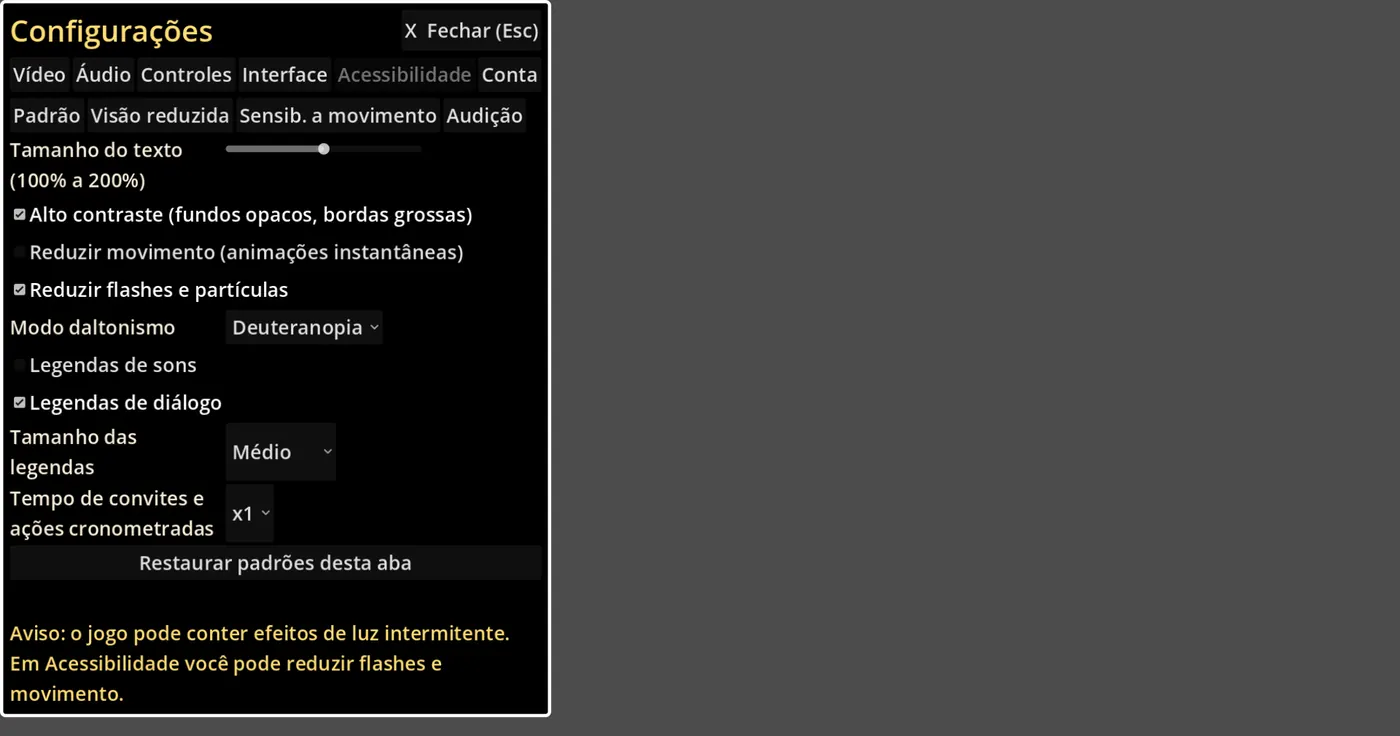 Configurações
X Fechar (Esc)
Vídeo Áudio Controles Interface Acessibilidade Conta
Padrão Visão reduzida Sensib. a movimento Audição
Tamanho do texto
(100% a 200%)
Alto contraste (fundos opacos, bordas grossas)
Reduzir movimento (animações instantâneas)
Reduzir flashes e partículas
Modo daltonismo Deuteranopia
Legendas de sons
Legendas de diálogo
Tamanho das
legendas
Médio
Tempo de convites e
ações cronometradas
x1
Restaurar padrões desta aba
Aviso: o jogo pode conter efeitos de luz intermitente.
Em Acessibilidade você pode reduzir flashes e
movimento.